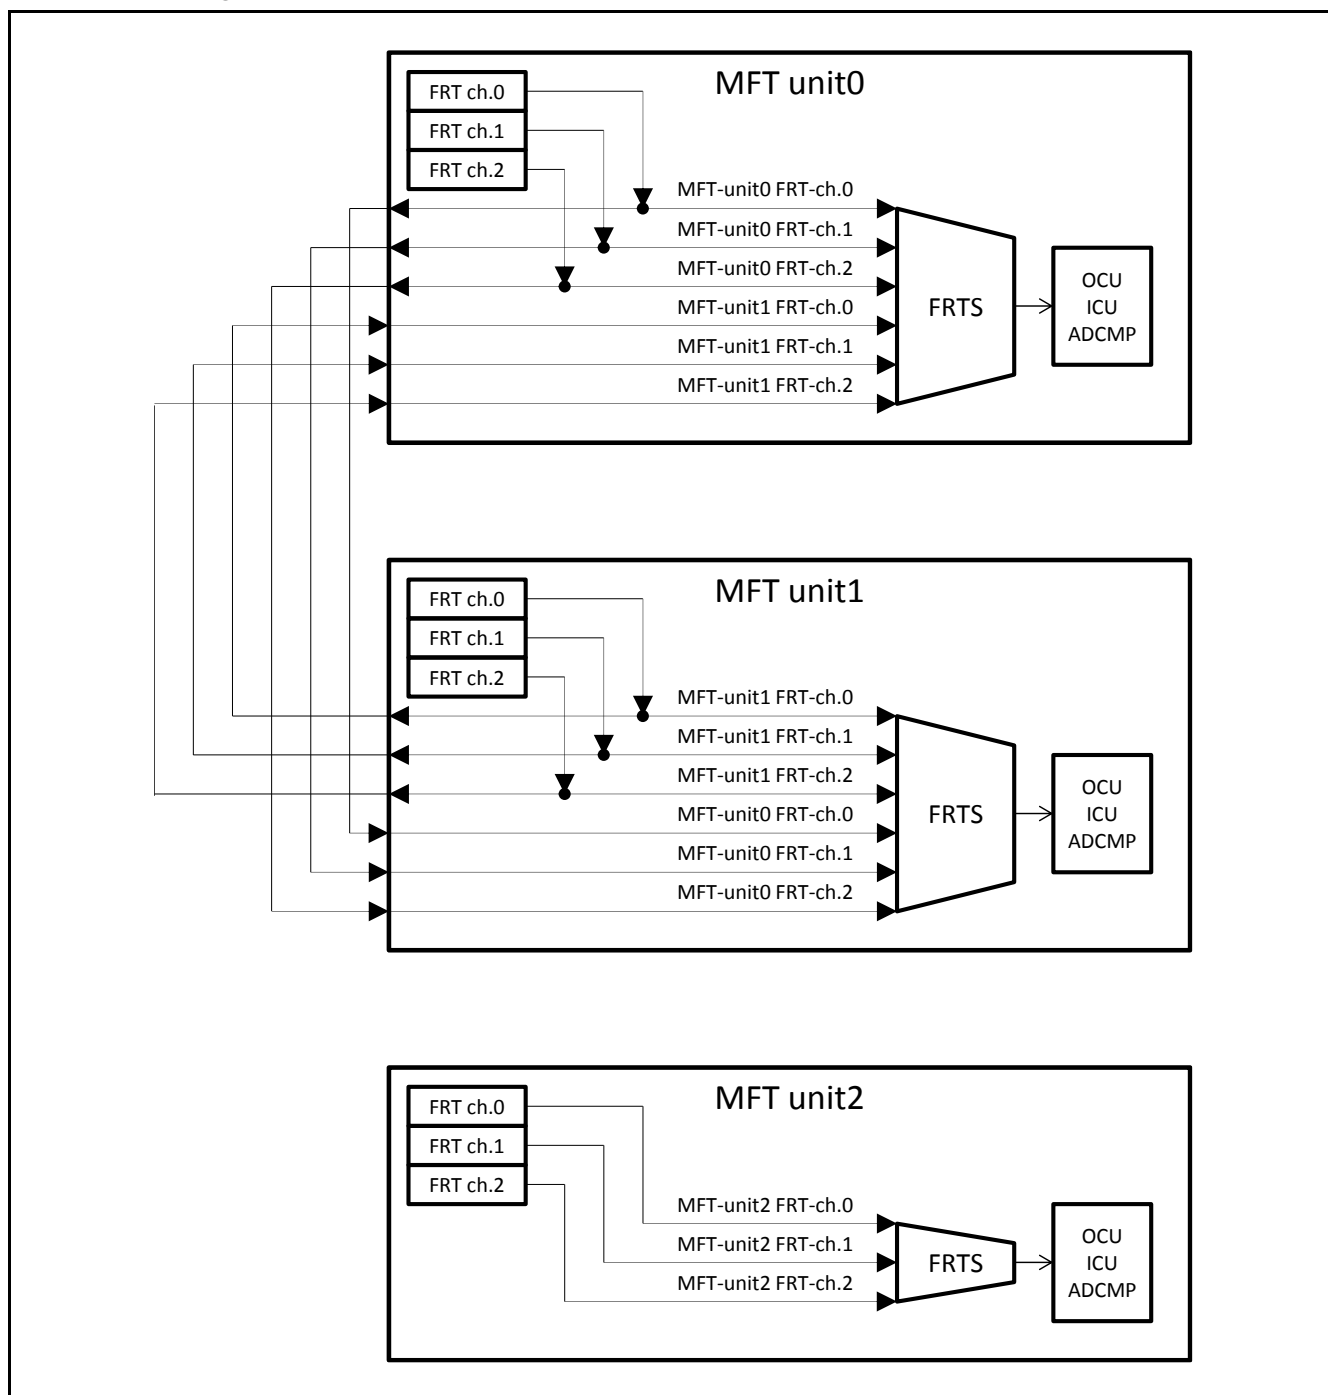 MFT unit0
FRT ch.0
FRT ch.1
FRT ch.2
MFT-unit0 FRT-ch.0
MFT-unit0 FRT-ch.1
MFT-unit0 FRT-ch.2
MFT-unit1 FRT-ch.0
MFT-unit1 FRT-ch.1
MFT-unit1 FRT-ch.2
FRTS
OCU
ICU
ADCMP
MFT unit1
FRT ch.0
FRT ch.1
FRT ch.2
MFT-unit1 FRT-ch.0
MFT-unit1 FRT-ch.1
MFT-unit1 FRT-ch.2
MFT-unit0 FRT-ch.0
MFT-unit0 FRT-ch.1
MFT-unit0 FRT-ch.2
FRTS
OCU
ICU
ADCMP
MFT unit2
FRT ch.0
FRT ch.1
FRT ch.2
MFT-unit2 FRT-ch.0
MFT-unit2 FRT-ch.1
MFT-unit2 FRT-ch.2
FRTS
OCU
ICU
ADCMP